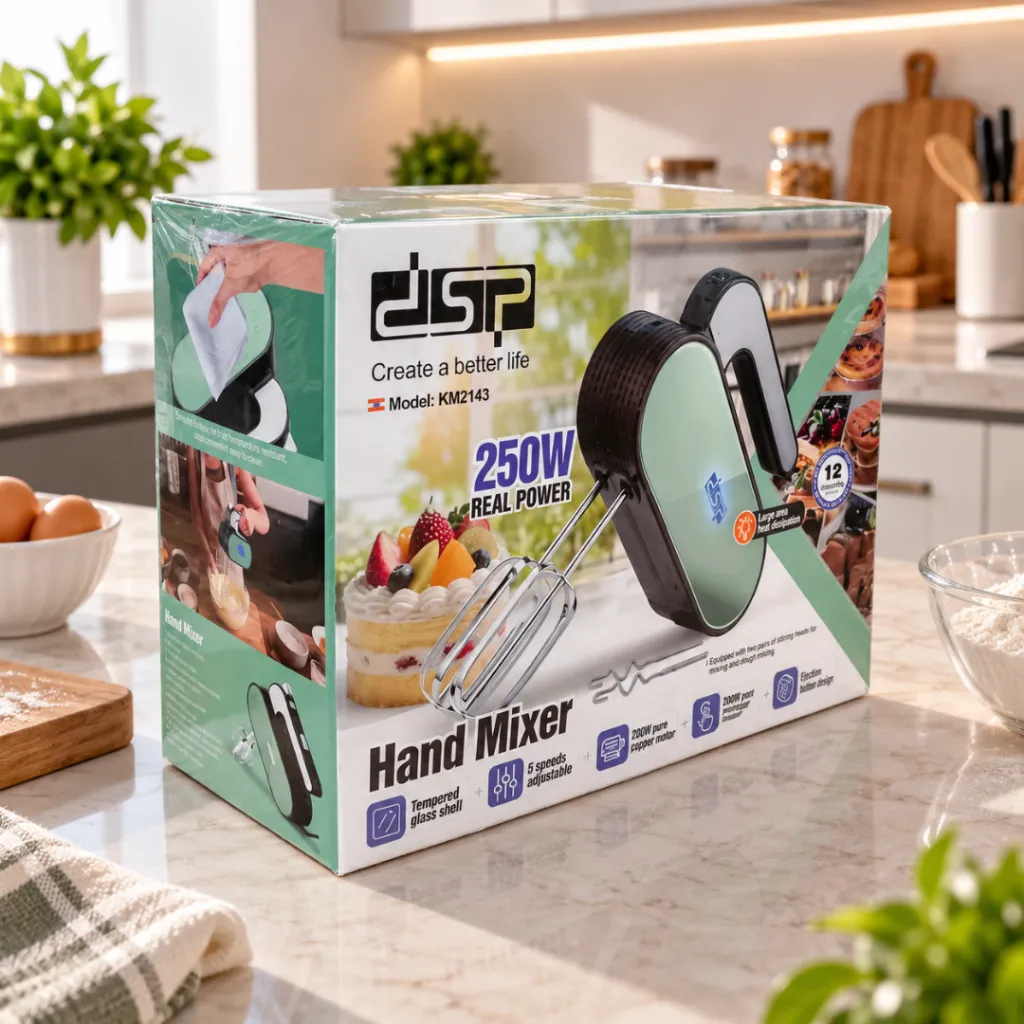 dsp
Create a better life
Model: KM2143
250W
REAL POWER
12
Large area
heat dissipation
Equipped with two pairs of stirring heads for
mixing and dough mixing.
Hand Mixer
Tempered
glass shell
5 speeds
adjustable
200W pure
copper motor
200W
Ejection
button design
Hand Mixer